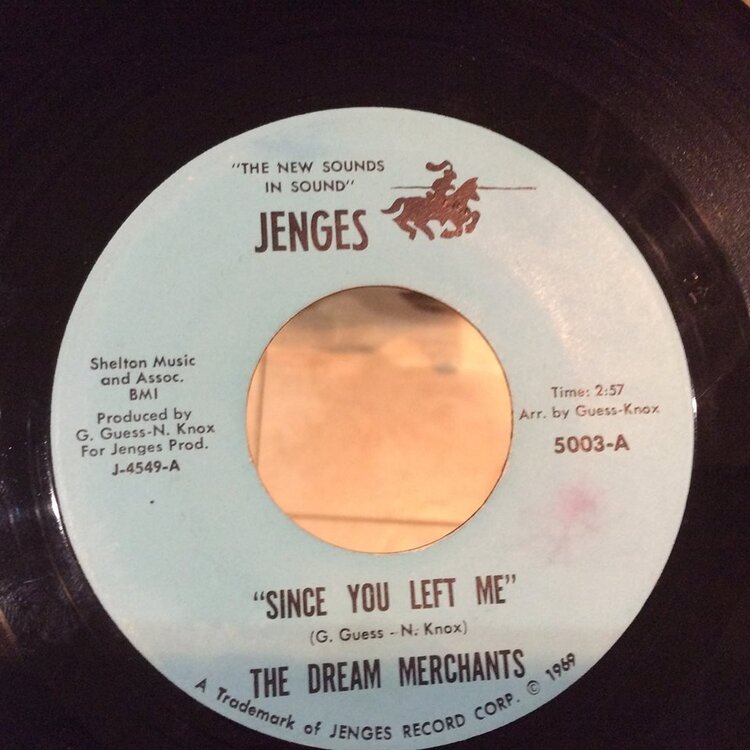 "THE NEW SOUNDS
IN SOUND"
JENGES
Shelton Music
and Assoc.
BMI
Produced by
G. Guess-N. Knox
For Jenges Prod.
J-4549-A
Time: 2:57
Arr. by Guess-Knox
5003-A
"SINCE YOU LEFT ME"
(G. Guess - N. Knox)
THE DREAM MERCHANTS
A Trademark of JENGES RECORD CORP. © 1969